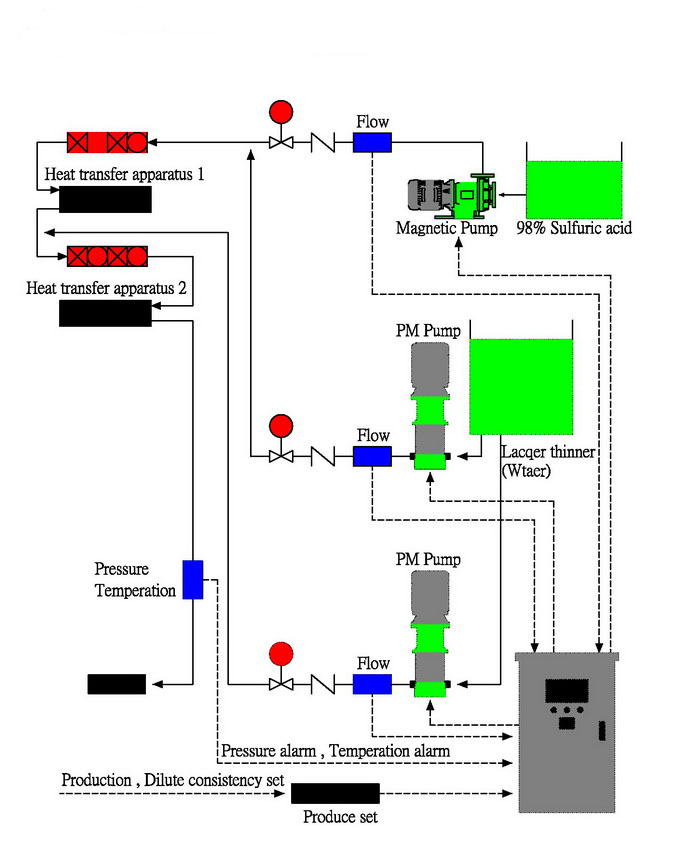 Flow
Heat transfer apparatus 1
Magnetic Pump
98% Sulfuric acid
Heat transfer apparatus 2
PM Pump
Flow
Lacqer thinner
(Wtaer)
PM Pump
Pressure
Temperation
Flow
Pressure alarm , Temperation alarm
Production , Dilute consistency set
Produce set